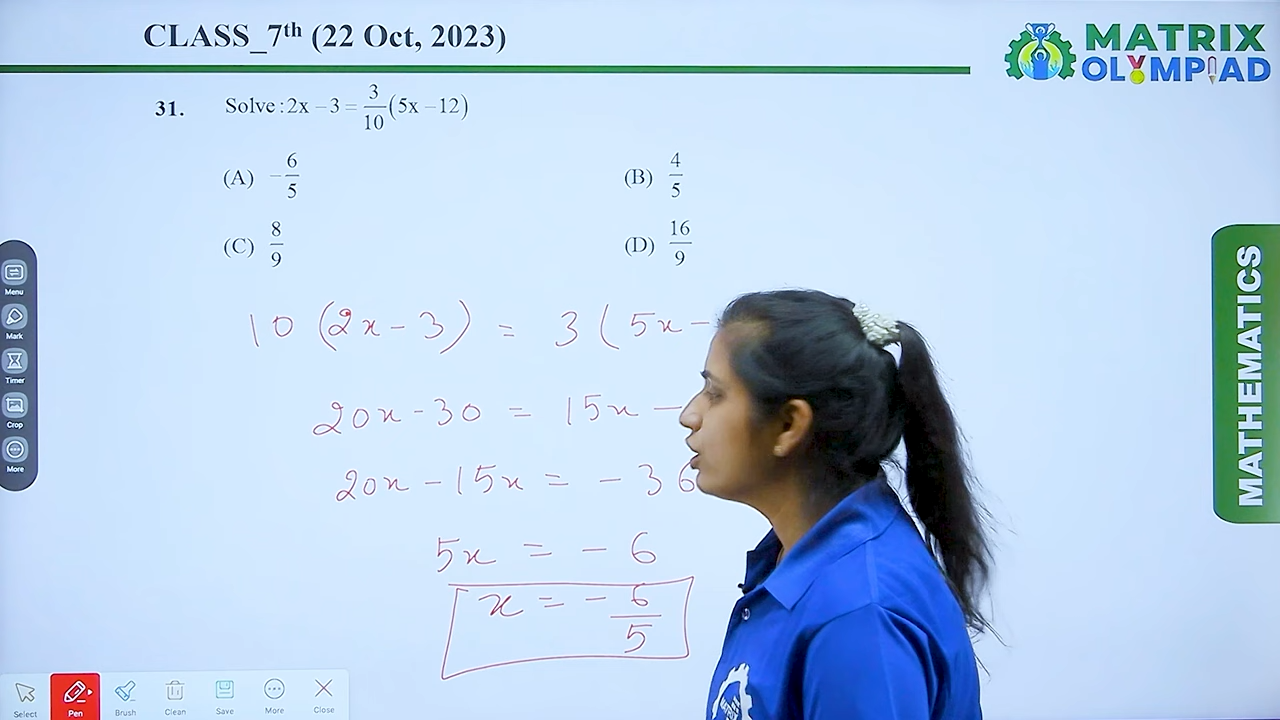 CLASS_7th (22 Oct, 2023)
MATRIX
OLYMPIAD
31. Solve : 2x – 3 = 3/10 (5x – 12)
(A) – 6/5
(B) 4/5
(C) 8/9
(D) 16/9
10 (2x – 3) = 3 ( 5x –
20x – 30 = 15x –
20x – 15x = – 36
5x = – 6
x = – 6/5
MATHEMATICS
Menu
Mark
Timer
Crop
More
Select
Pen
Brush
Clean
Save
More
Close